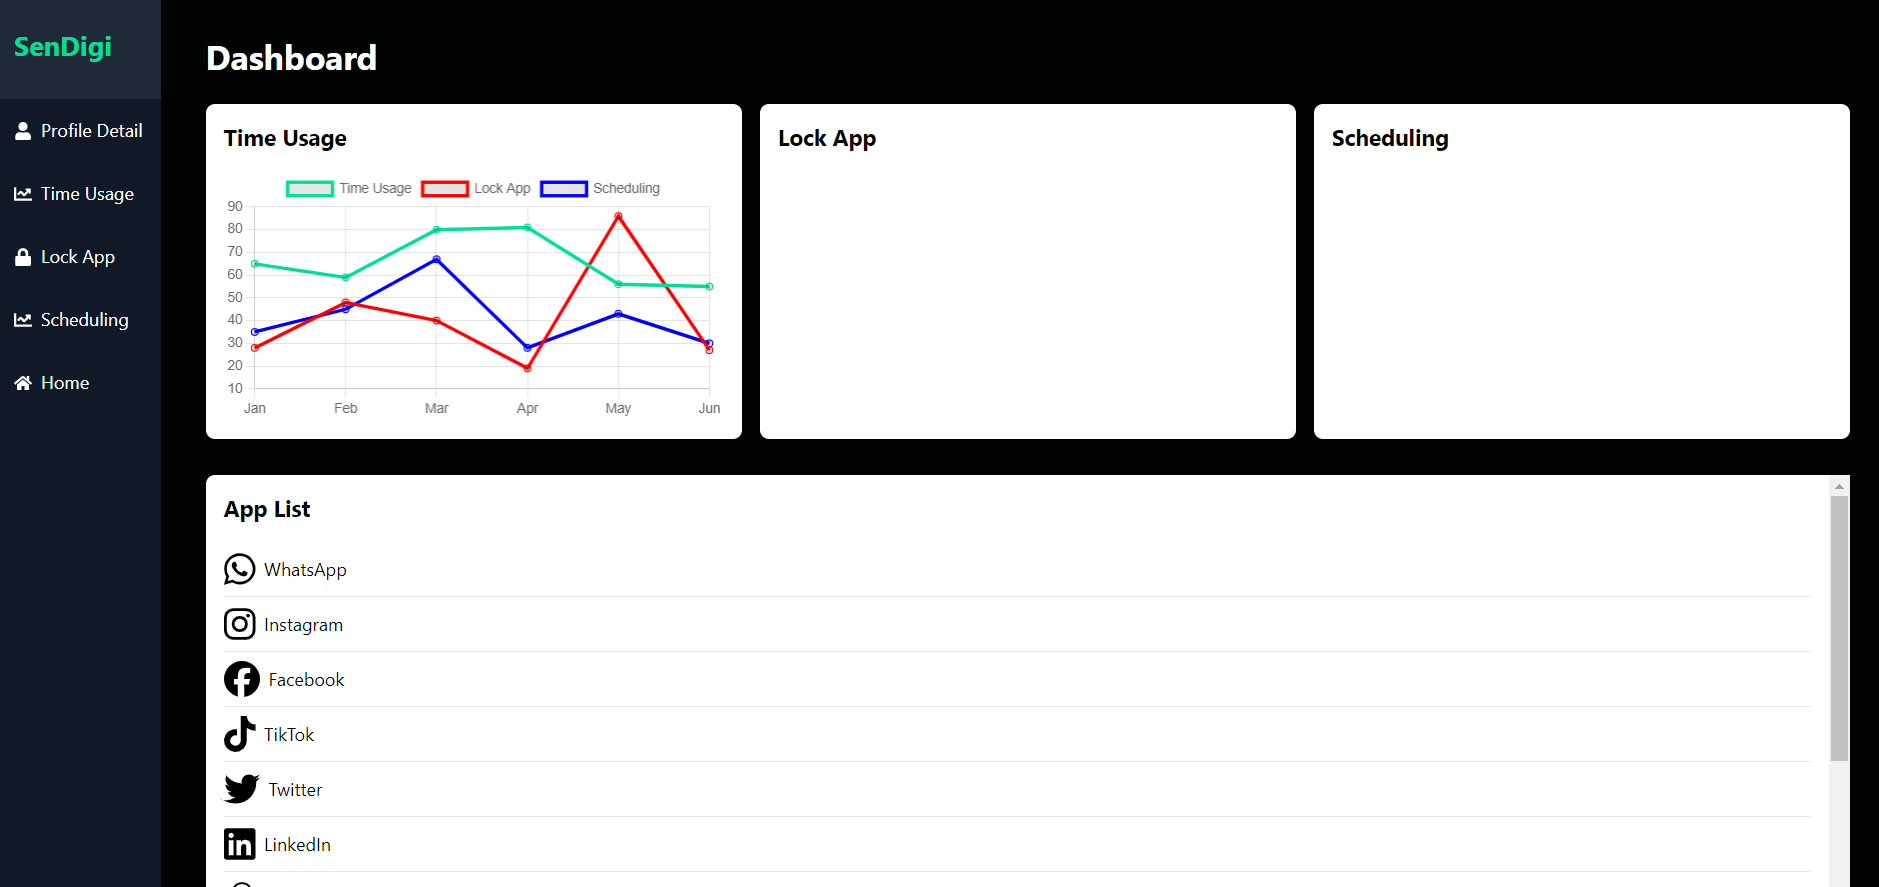 SenDigi
Profile Detail
Time Usage
Lock App
Scheduling
Home
Dashboard
Time Usage
Time Usage Lock App Scheduling
90
80
70
60
50
40
30
20
10
Jan Feb Mar Apr May Jun
Lock App
Scheduling
App List
WhatsApp
Instagram
Facebook
TikTok
Twitter
LinkedIn